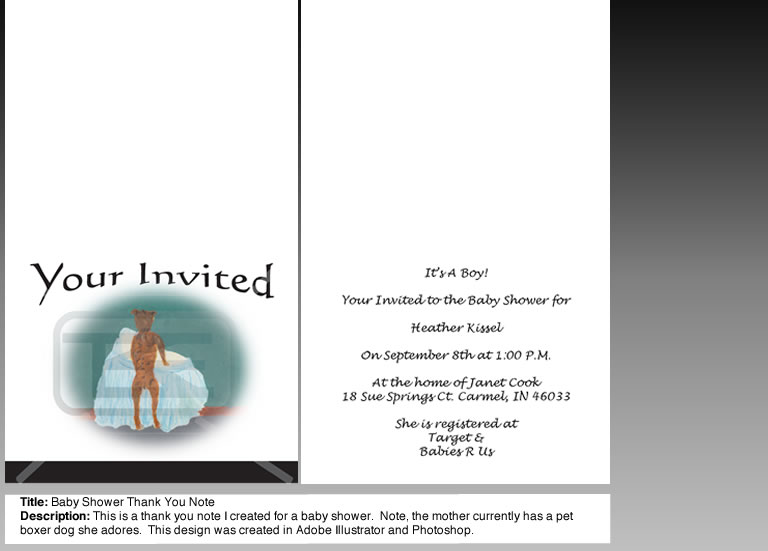 Your Invited
It's A Boy!
Your Invited to the Baby Shower for
Heather Kissel
On September 8th at 1:00 P.M.
At the home of Janet Cook
18 Sue Springs Ct. Carmel, IN 46033
She is registered at
Target &
Babies R Us
Title: Baby Shower Thank You Note
Description: This is a thank you note I created for a baby shower. Note, the mother currently has a pet
boxer dog she adores. This design was created in Adobe Illustrator and Photoshop.